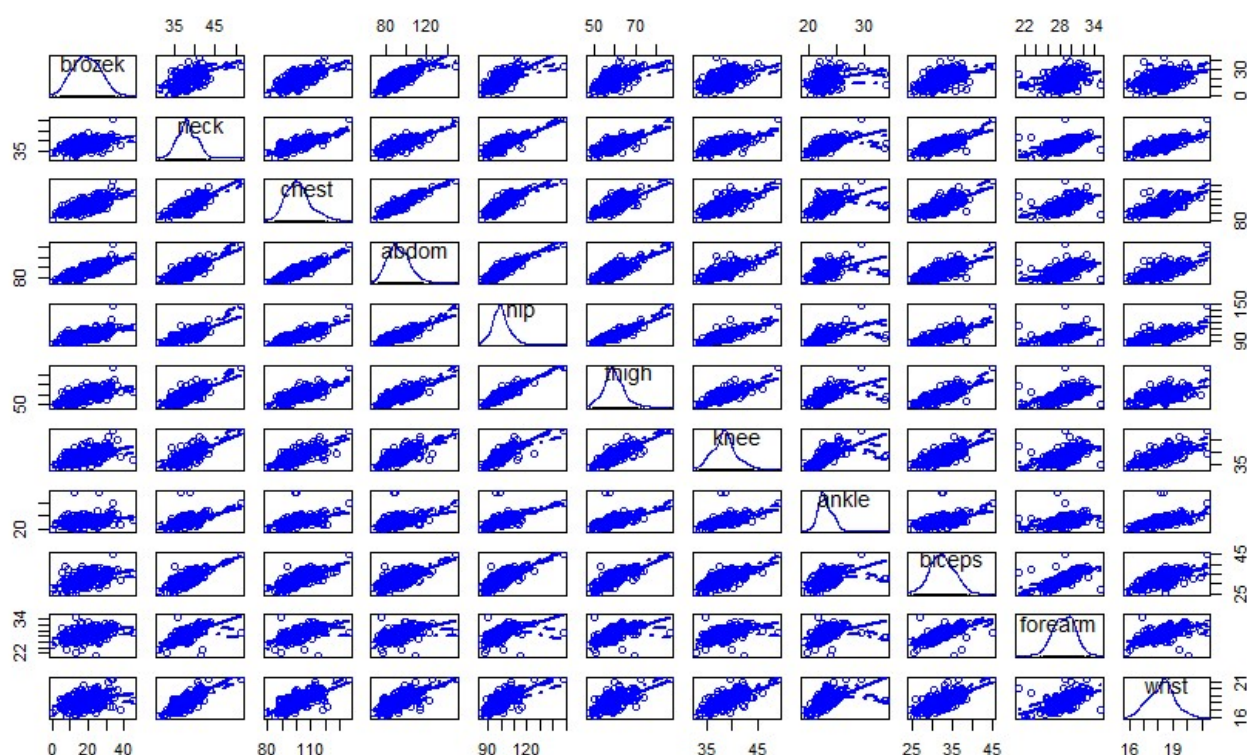 35 45 80 120 50 70 20 30 22 28 34
brozek 0 30
35 neck
chest 80
80 abdom
hip 90 150
50 thigh
knee 35
20 ankle
biceps 25 45
22 34 forearm
wrist 16 21
0 20 40 80 110 90 120 35 45 25 35 45 16 19